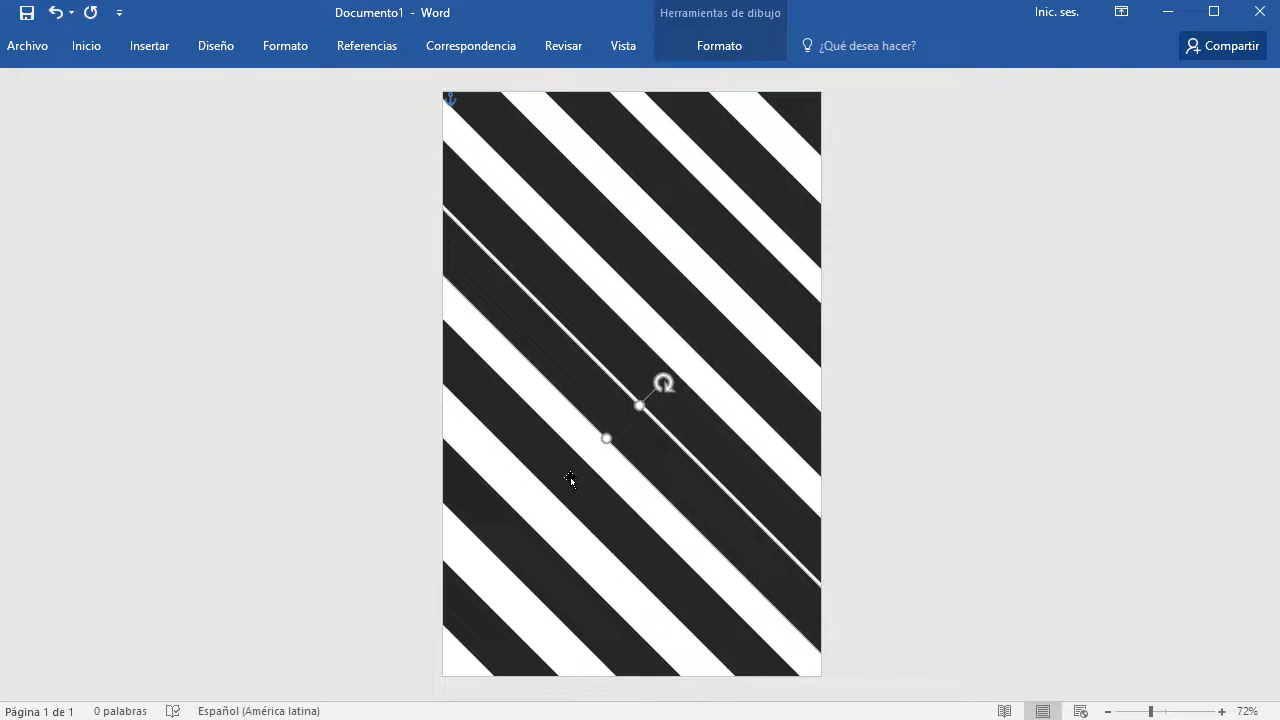 Documento1 - Word
Herramientas de dibujo
Inic. ses.
Archivo Inicio Insertar Diseño Formato Referencias Correspondencia Revisar Vista Formato ¿Qué desea hacer? Compartir
Página 1 de 1 0 palabras Español (América latina) 72%